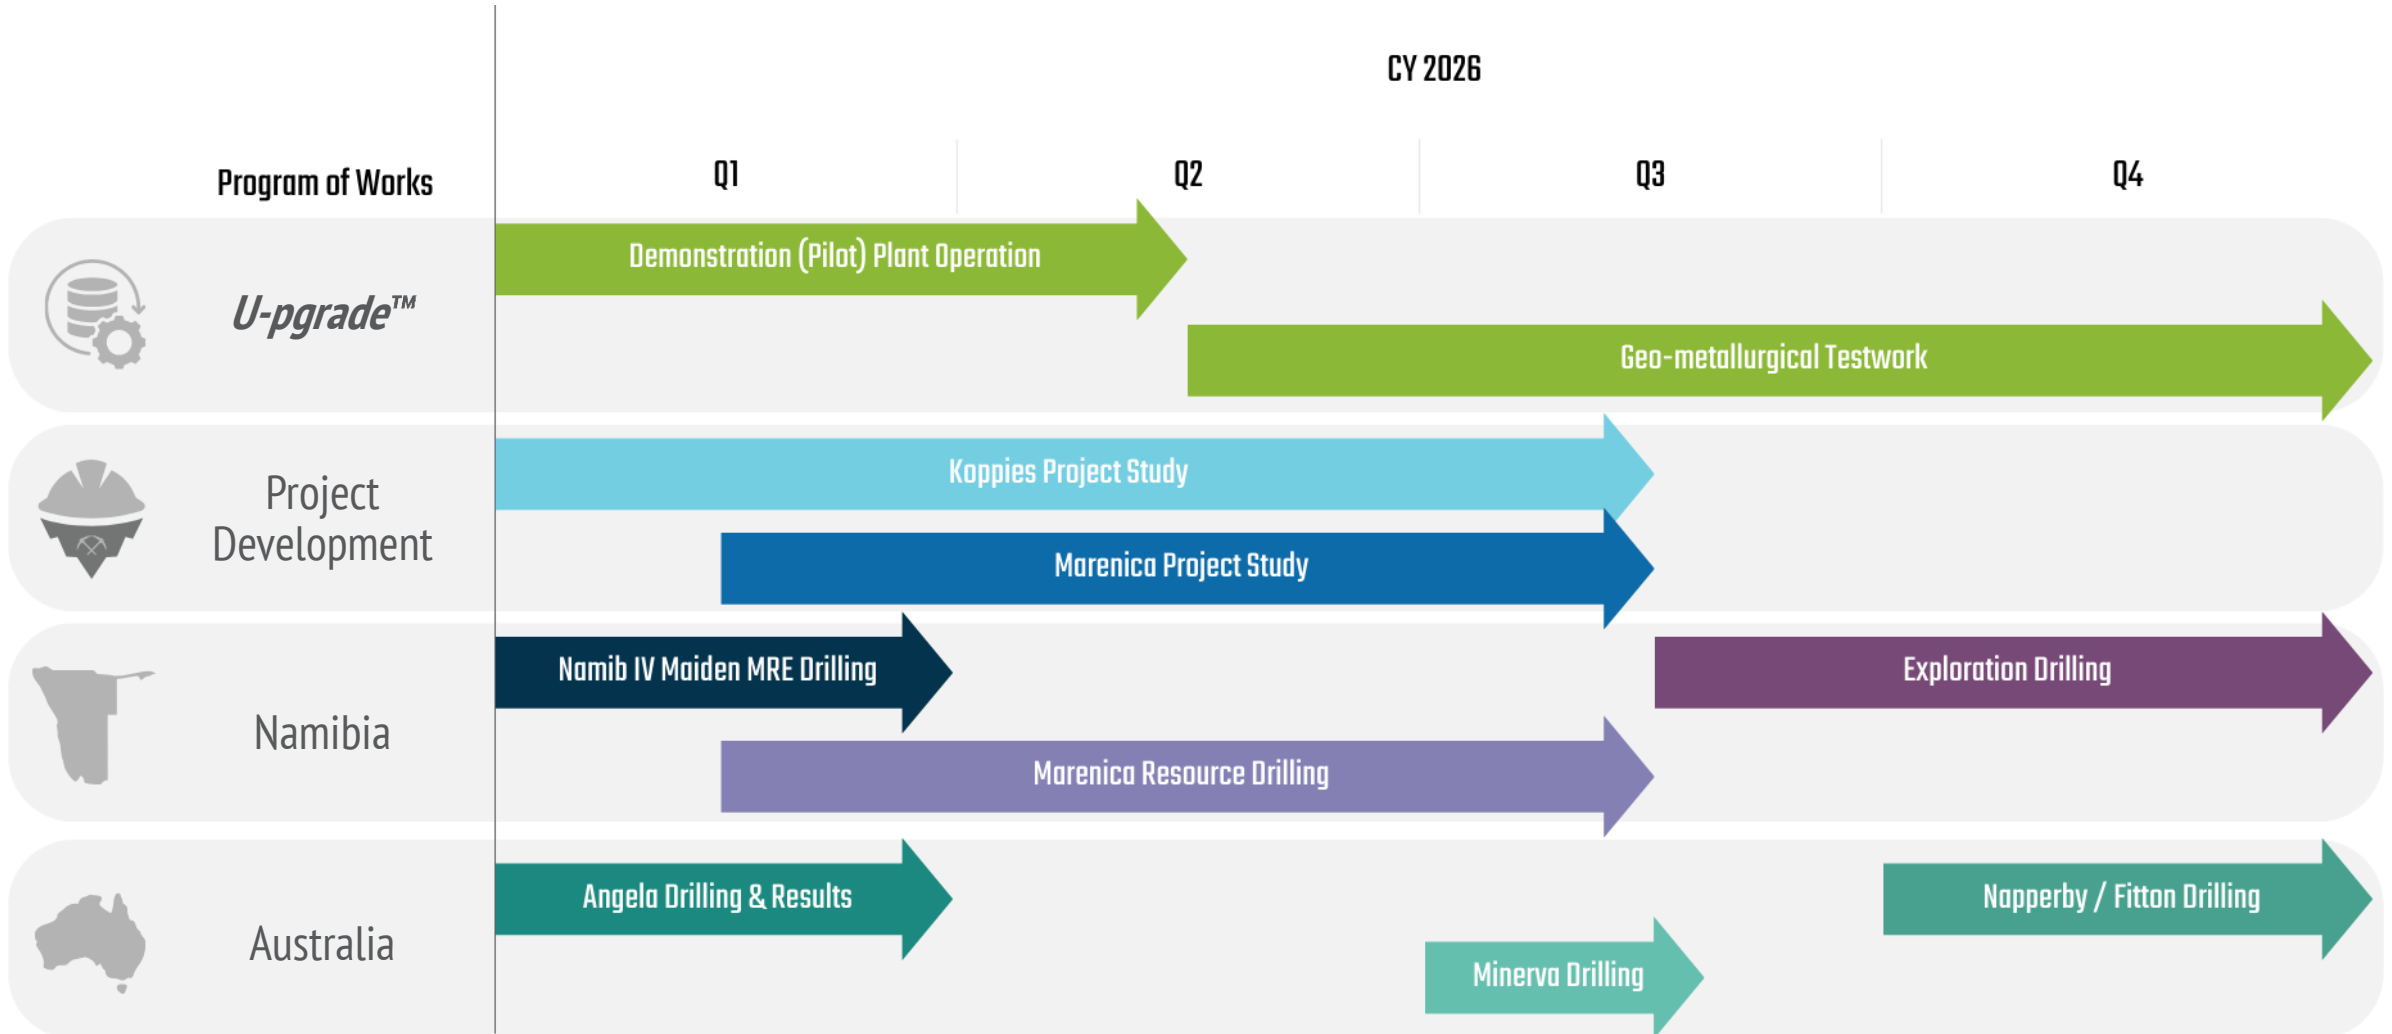 CY 2026
Program of Works
Q1
Q2
Q3
Q4
U-pgrade™
Demonstration (Pilot) Plant Operation
Geo-metallurgical Testwork
Project
Development
Koppies Project Study
Marenica Project Study
Namibia
Namib IV Maiden MRE Drilling
Exploration Drilling
Marenica Resource Drilling
Australia
Angela Drilling & Results
Napperby / Fitton Drilling
Minerva Drilling